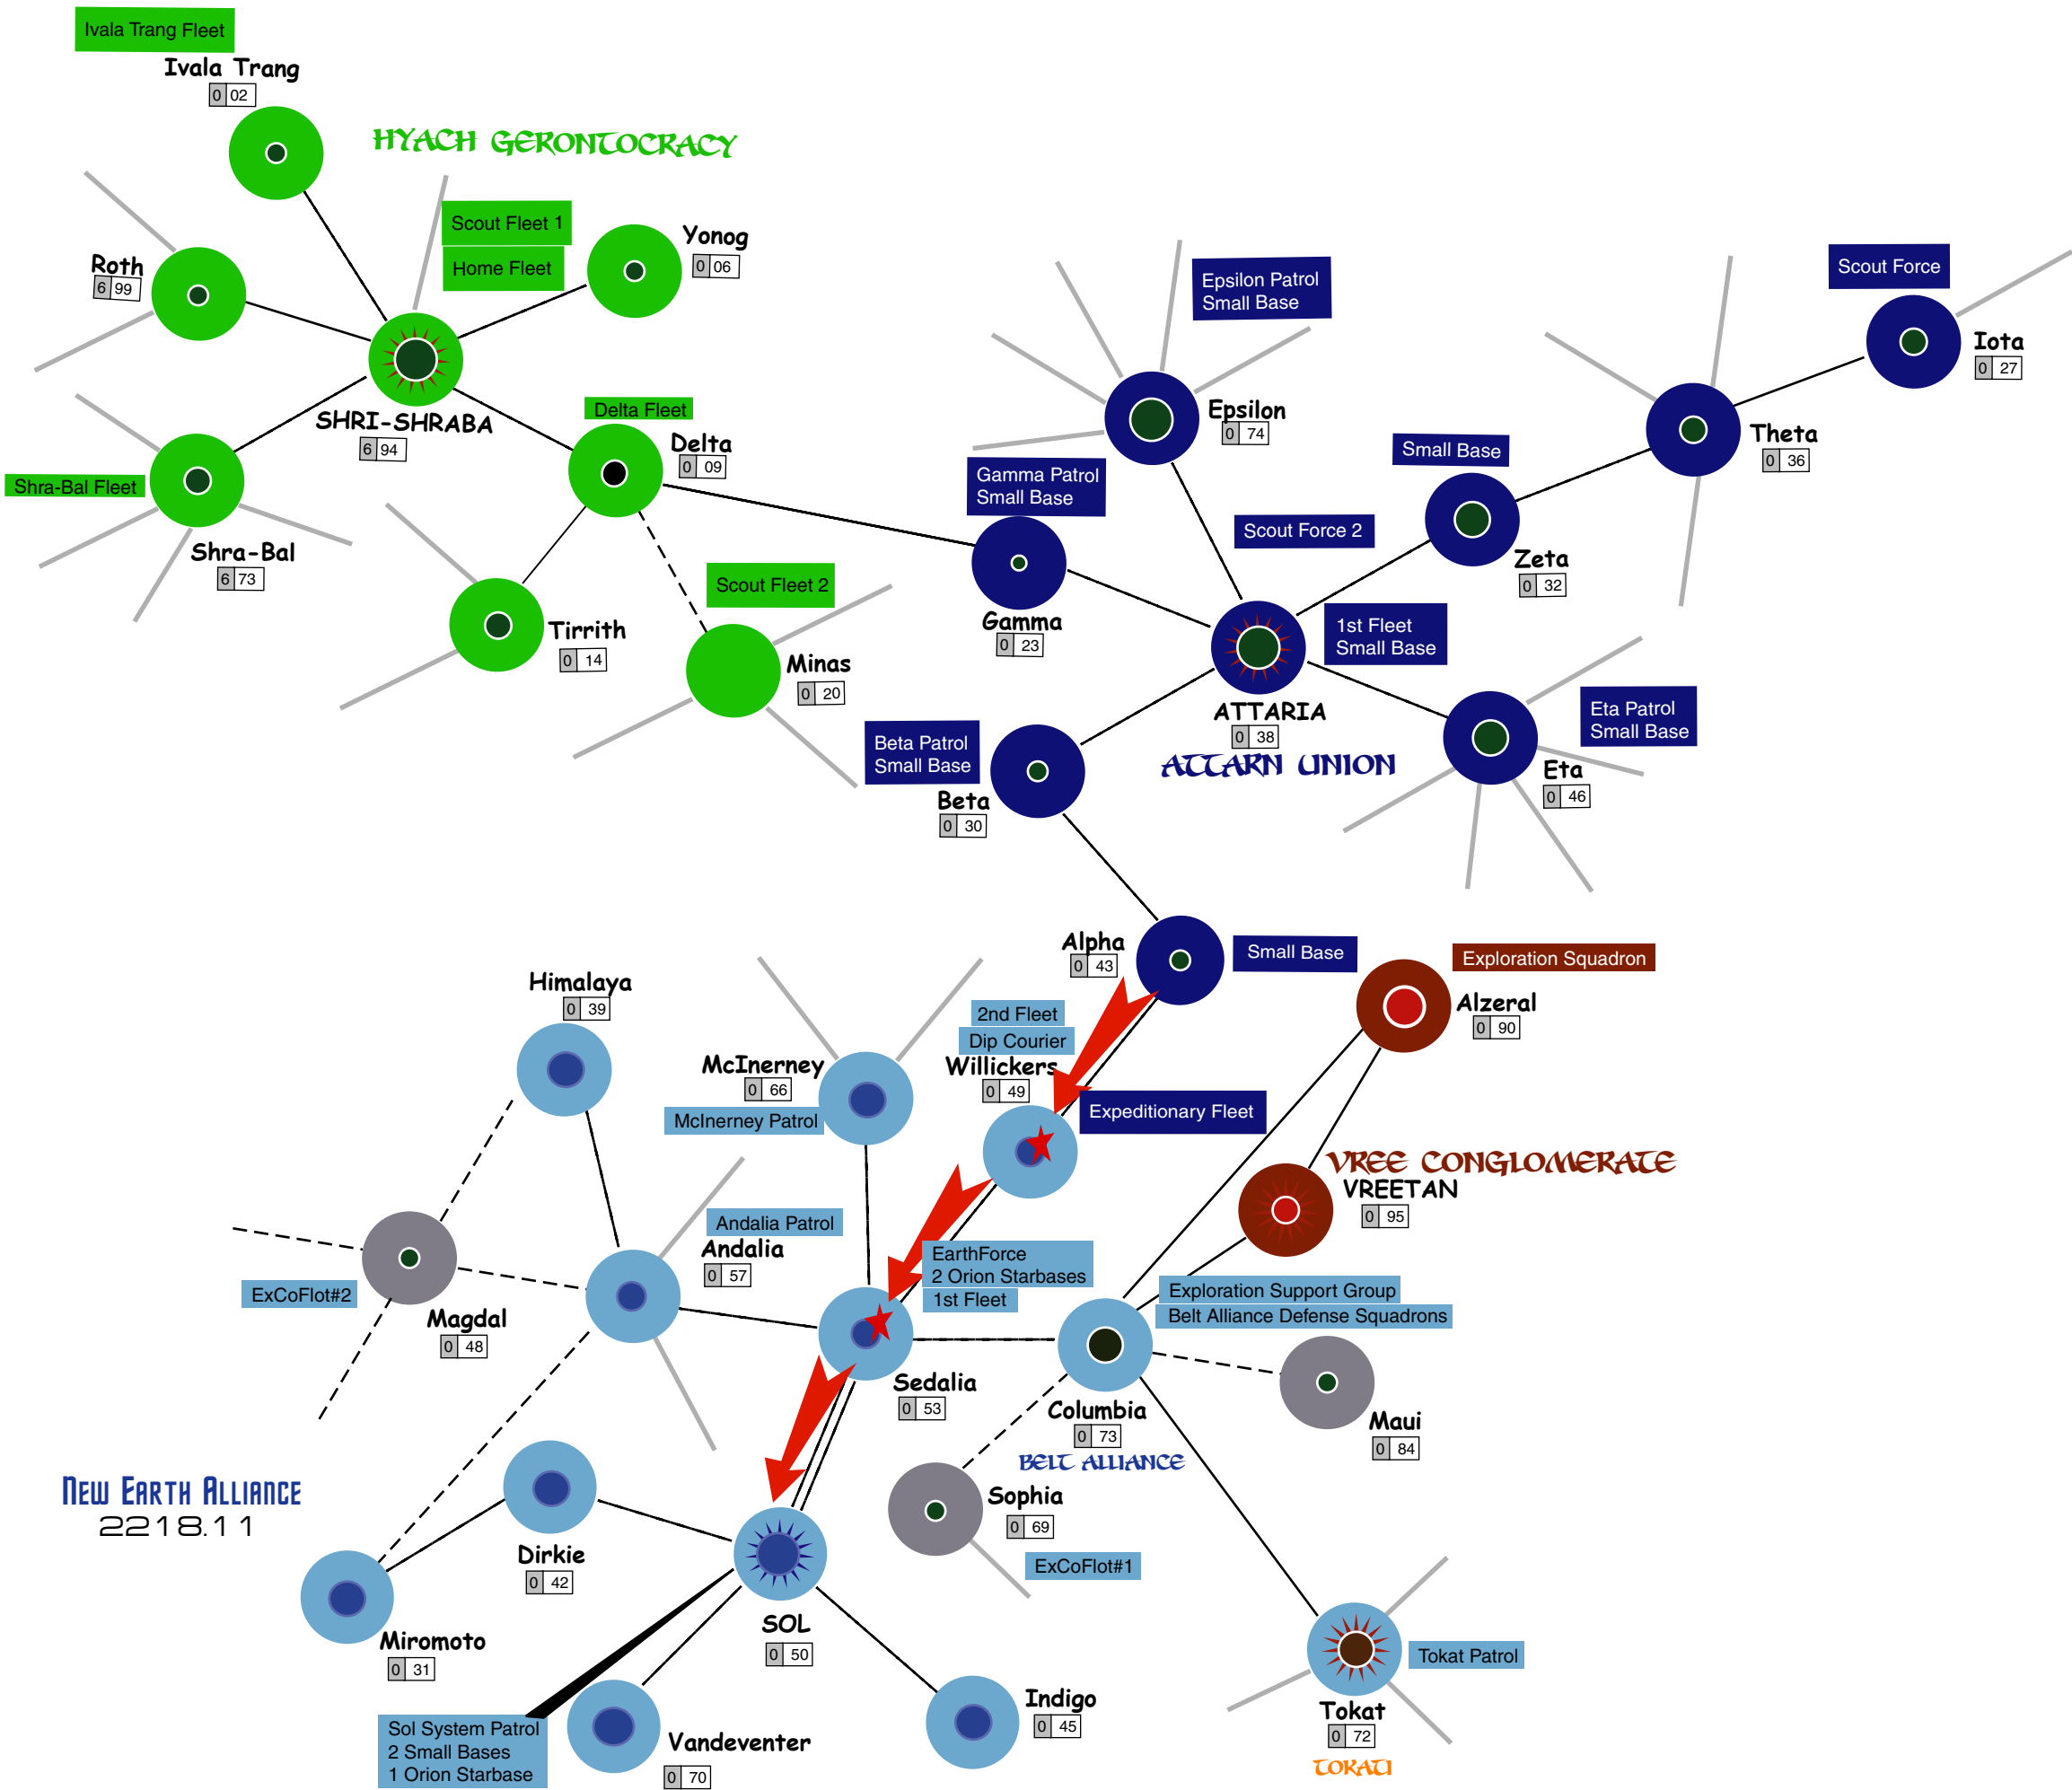 Ivala Trang Fleet
Ivala Trang
0 02
HYACH GERONTOCRACY
Scout Fleet 1
Home Fleet
Yonog
0 06
Roth
6 99
SHRI-SHRABA
6 94
Delta Fleet
Delta
0 09
Shra-Bal Fleet
Shra-Bal
6 73
Tirrith
0 14
Scout Fleet 2
Minas
0 20
Epsilon Patrol
Small Base
Epsilon
0 74
Gamma Patrol
Small Base
Gamma
0 23
Scout Force 2
Small Base
Zeta
0 32
Scout Force
Iota
0 27
Theta
0 36
1st Fleet
Small Base
ATTARIA
0 38
ATTARN UNION
Eta Patrol
Small Base
Eta
0 46
Beta Patrol
Small Base
Beta
0 30
Alpha
0 43
Small Base
Exploration Squadron
Alzeral
0 90
Himalaya
0 39
McInerney
0 66
McInerney Patrol
2nd Fleet
Dip Courier
Willickers
0 49
Expeditionary Fleet
VREE CONGLOMERATE
VREETAN
0 95
Andalia Patrol
Andalia
0 57
ExCoFlot#2
Magdal
0 48
EarthForce
2 Orion Starbases
1st Fleet
Sedalia
0 53
Exploration Support Group
Belt Alliance Defense Squadrons
Columbia
0 73
BELT ALLIANCE
Maui
0 84
Sophia
0 69
ExCoFlot#1
NEW EARTH ALLIANCE
2218.11
Dirkie
0 42
Miromoto
0 31
SOL
0 50
Sol System Patrol
2 Small Bases
1 Orion Starbase
Vandeventer
0 70
Indigo
0 45
Tokat Patrol
Tokat
0 72
TOKATI